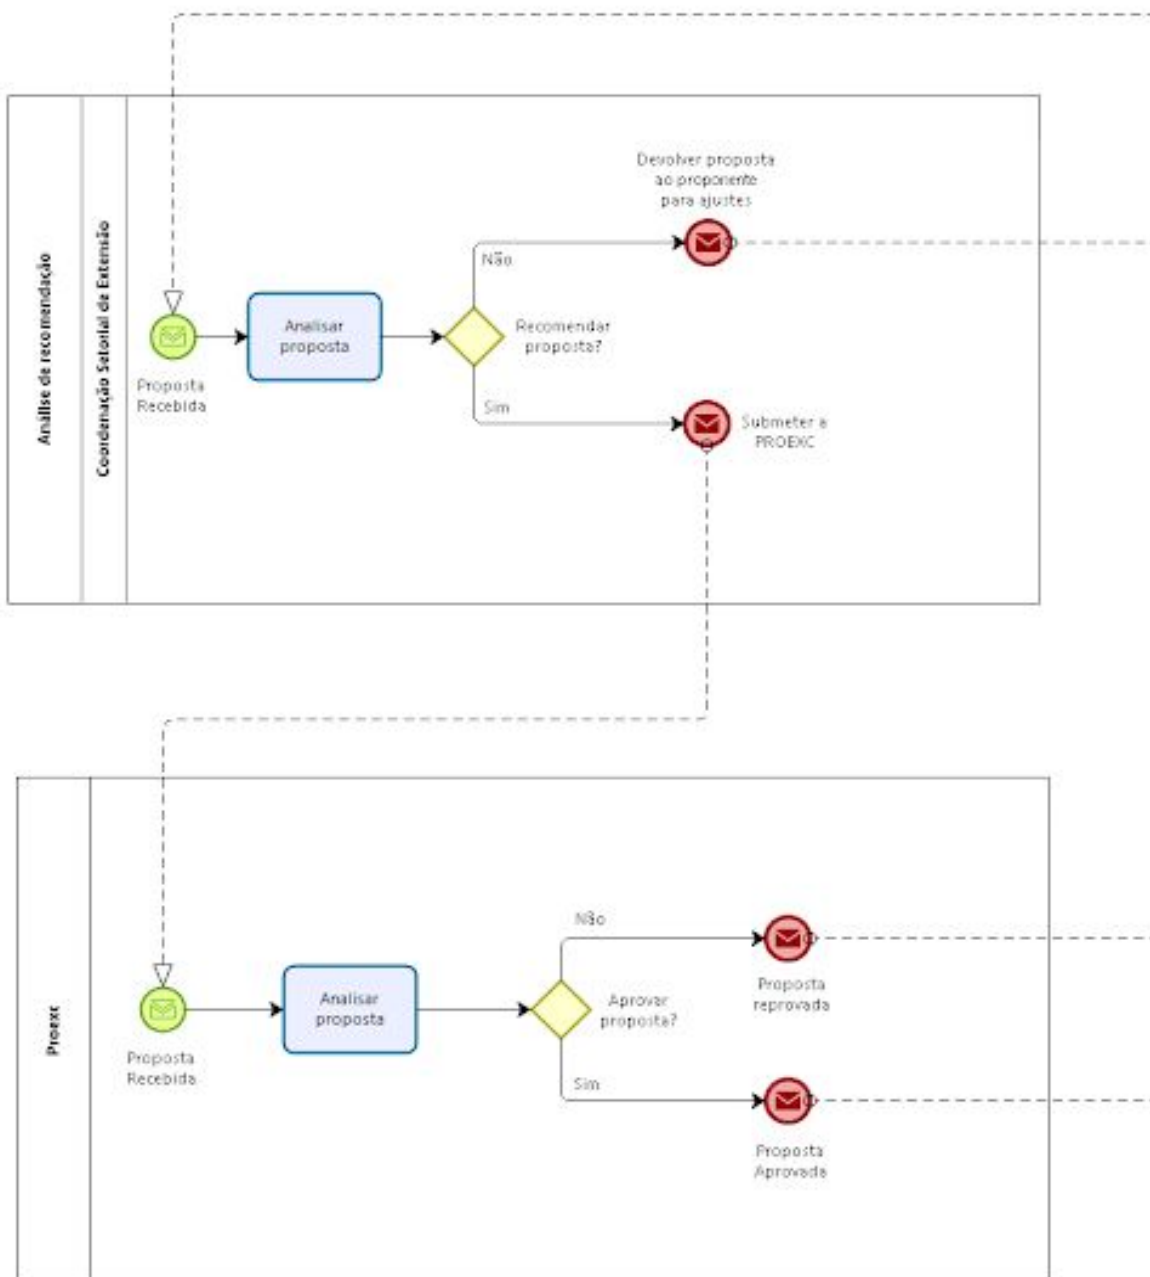 Análise de recomendação
Coordenação Setorial de Extensão
Devolver proposta
ao proponente
para ajustes
Não
Analisar
proposta
Recomendar
proposta?
Proposta
Recebida
Sim
Submeter a
PROEXC
Proexc
Não
Proposta
reprovada
Analisar
proposta
Aprovar
proposta?
Proposta
Recebida
Sim
Proposta
Aprovada